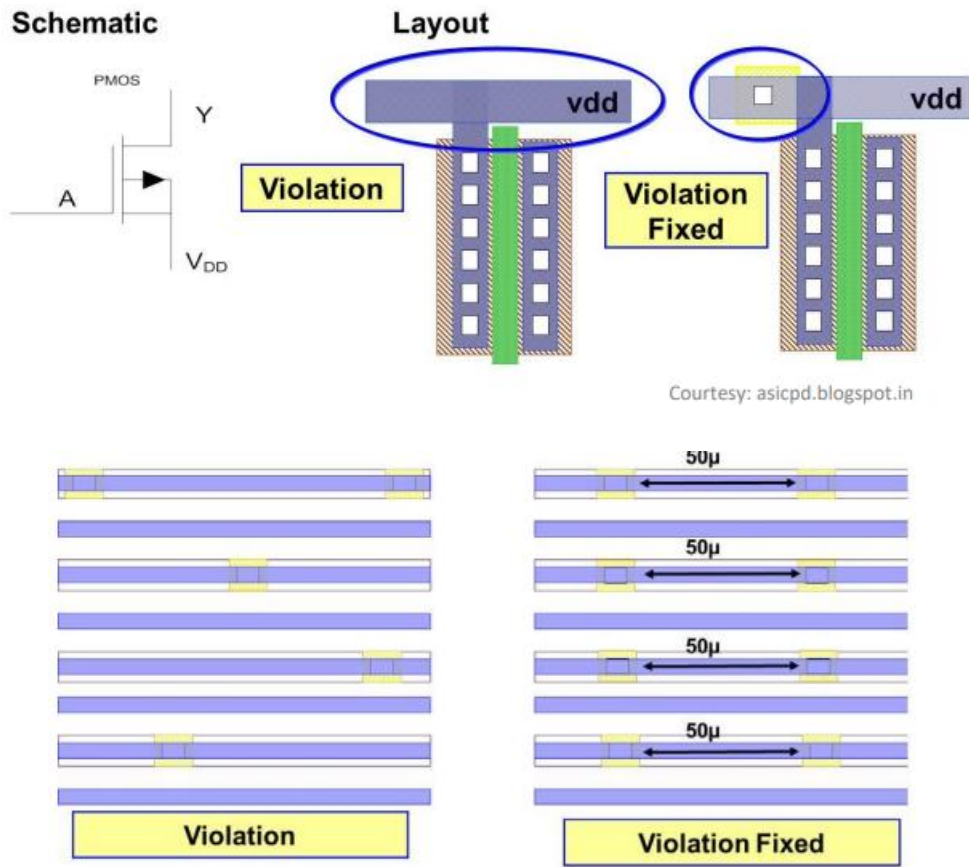 Schematic
Layout
PMOS
Y
A
VDD
vdd
vdd
Violation
Violation
Fixed
Courtesy: asicpd.blogspot.in
50µ
50µ
50µ
50µ
Violation
Violation Fixed